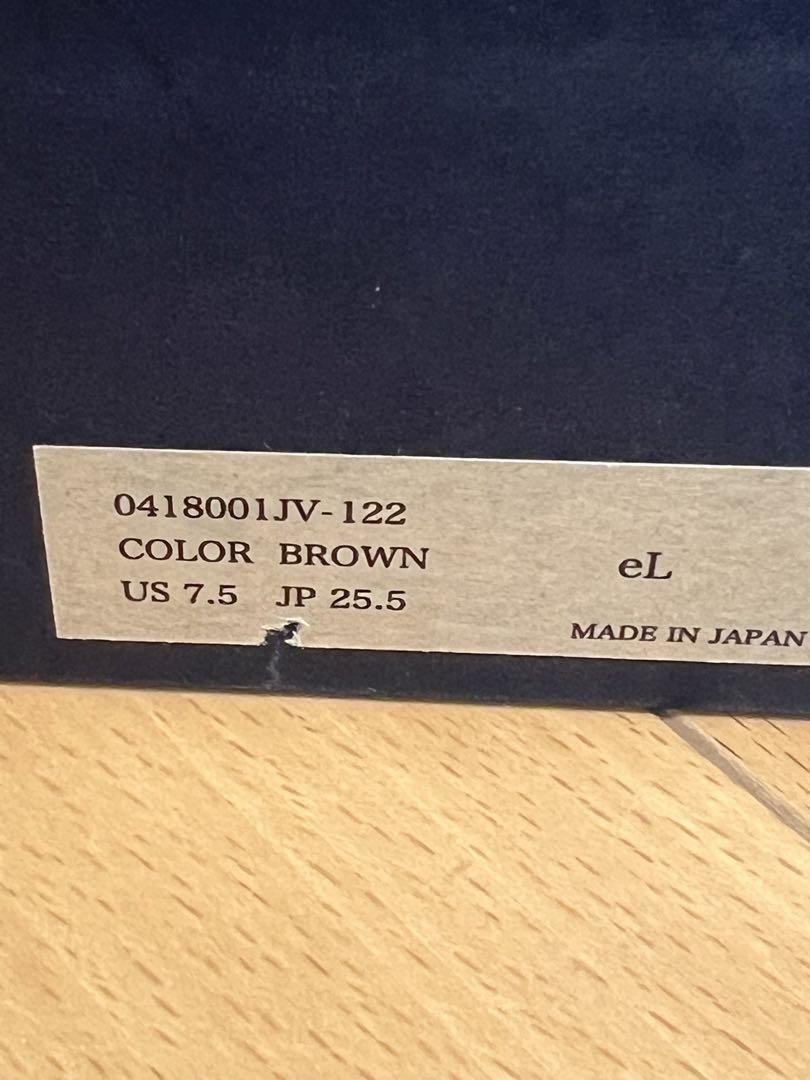 0418001JV-122
COLOR BROWN
US 7.5 JP 25.5
eL
MADE IN JAPAN